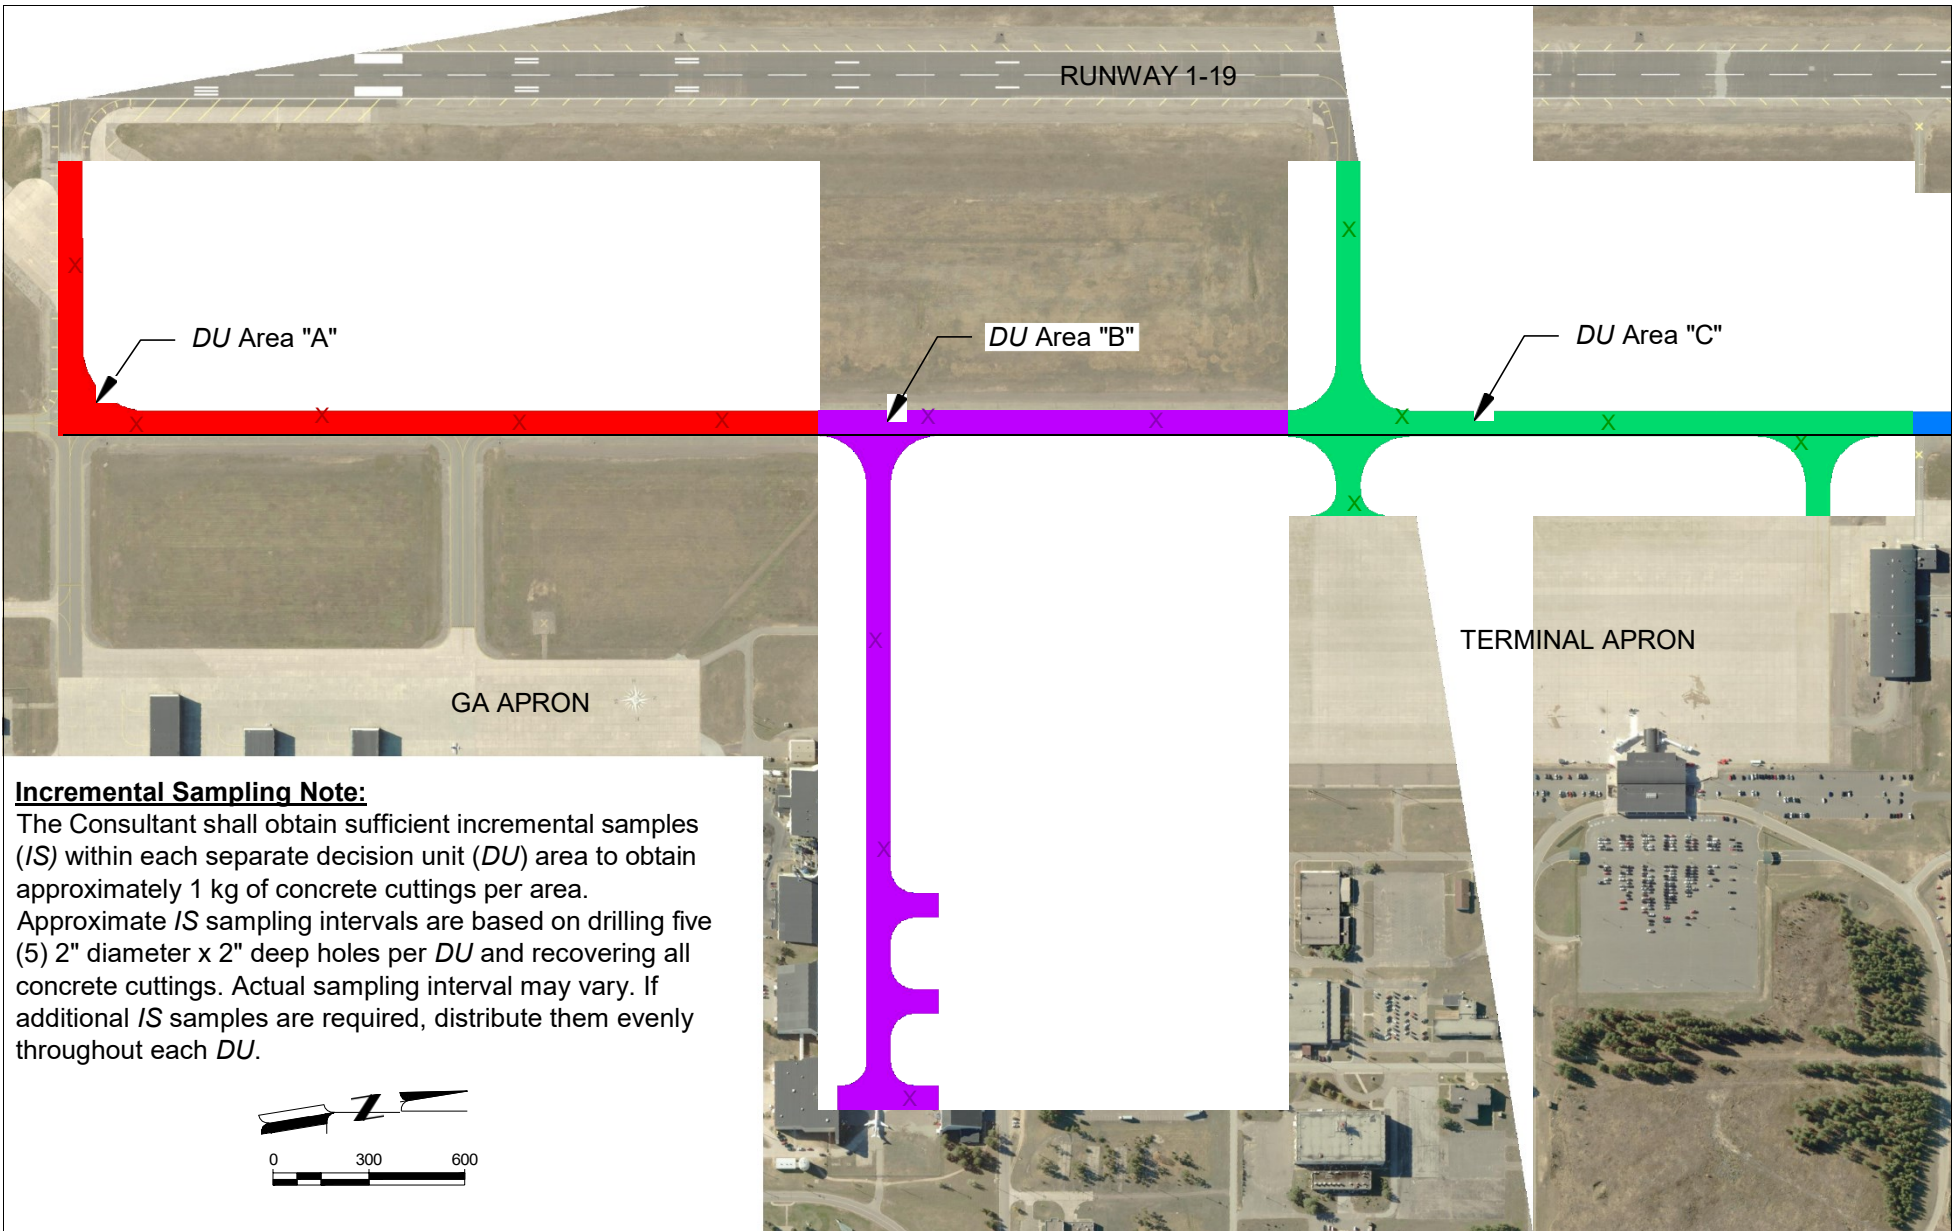 RUNWAY 1-19
X
X
DU Area "A"
DU Area "B"
DU Area "C"
X
X
X
X
X
X
X
X
X
X
X
X
X
TERMINAL APRON
GA APRON
Incremental Sampling Note:
The Consultant shall obtain sufficient incremental samples
(IS) within each separate decision unit (DU) area to obtain
approximately 1 kg of concrete cuttings per area.
Approximate IS sampling intervals are based on drilling five
(5) 2" diameter x 2" deep holes per DU and recovering all
concrete cuttings. Actual sampling interval may vary. If
additional IS samples are required, distribute them evenly
throughout each DU.
X
X
N
0 300 600